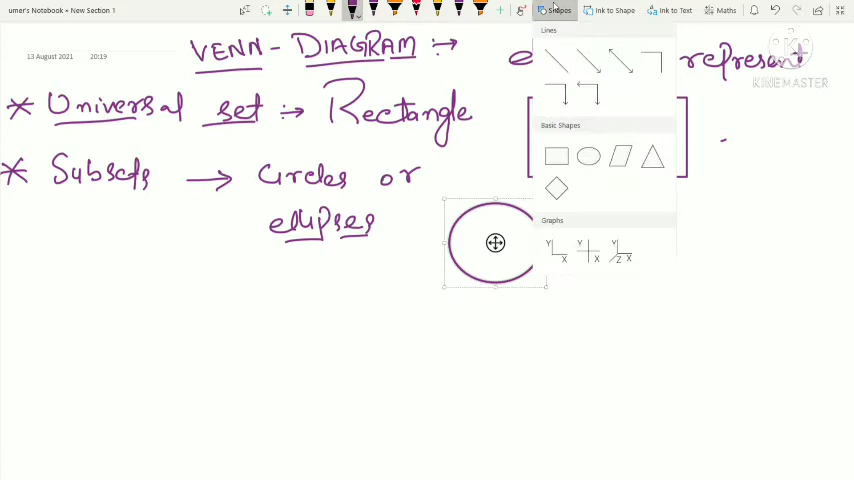 umer's Notebook » New Section 1
Shapes
Ink to Shape
Ink to Text
Maths
13 August 2021 20:19
Lines
VENN - DIAGRAM :->
represent
KINEMASTER
* Universal set :-> Rectangle
Basic Shapes
* Subsets -> Circles or
ellipses
Graphs
Y X
Y X
Y Z X